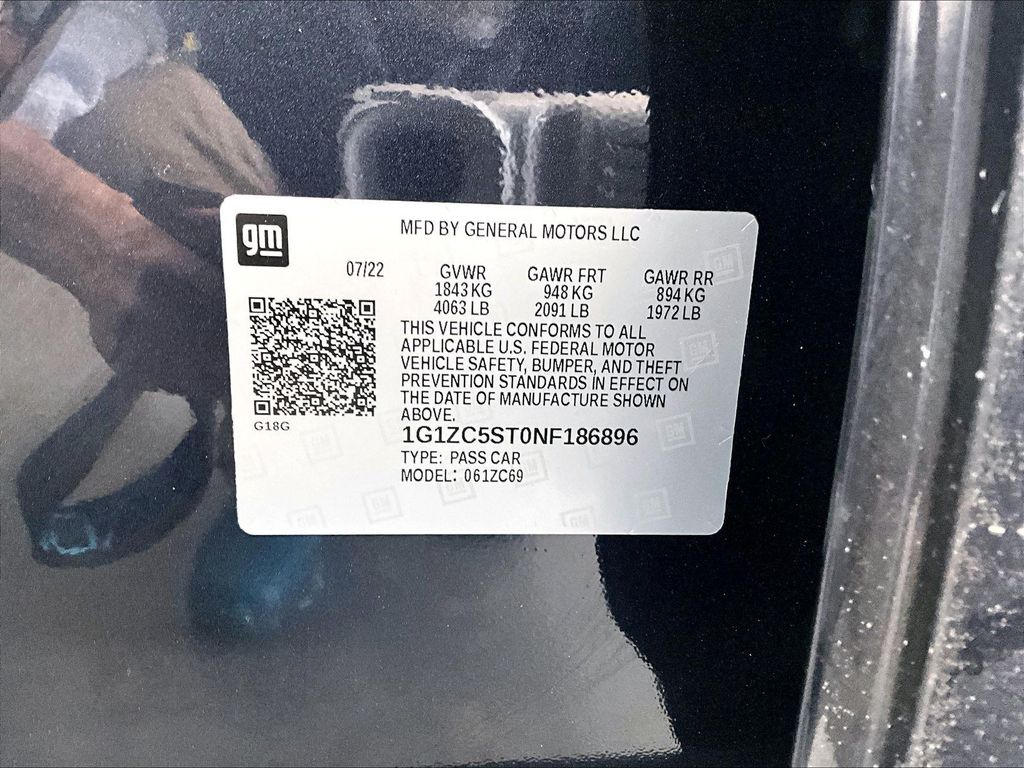 gm
MFD BY GENERAL MOTORS LLC
07/22 GVWR GAWR FRT GAWR RR
1843 KG 948 KG 894 KG
4063 LB 2091 LB 1972 LB
THIS VEHICLE CONFORMS TO ALL
APPLICABLE U.S. FEDERAL MOTOR
VEHICLE SAFETY, BUMPER, AND THEFT
PREVENTION STANDARDS IN EFFECT ON
THE DATE OF MANUFACTURE SHOWN
ABOVE.
G18G
1G1ZC5ST0NF186896
TYPE: PASS CAR
MODEL: 061ZC69